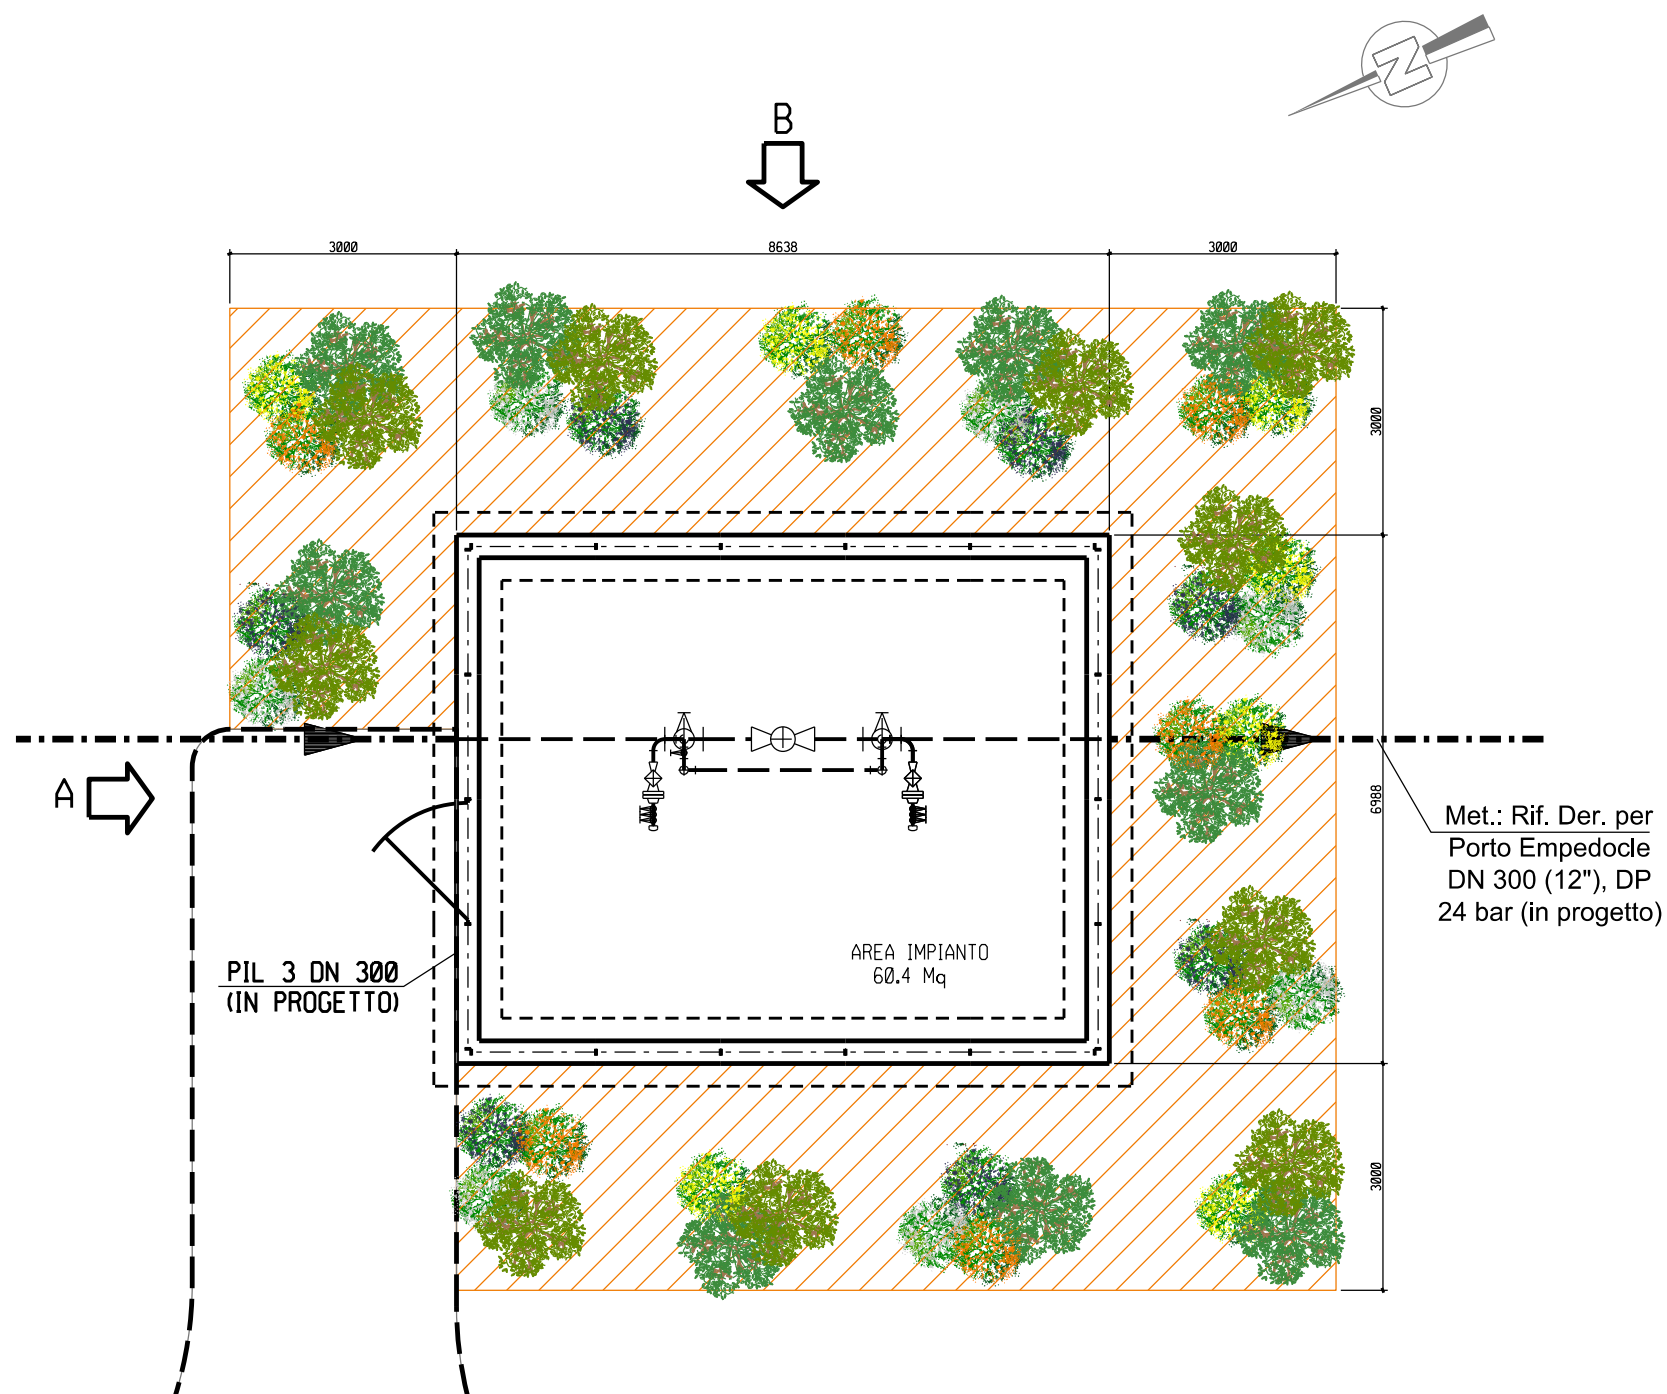 N
B
3000
8638
3000
3000
6988
A
Met.: Rif. Der. per
Porto Empedocle
DN 300 (12"), DP
24 bar (in progetto)
AREA IMPIANTO
60.4 Mq
PIL 3 DN 300
(IN PROGETTO)
3000